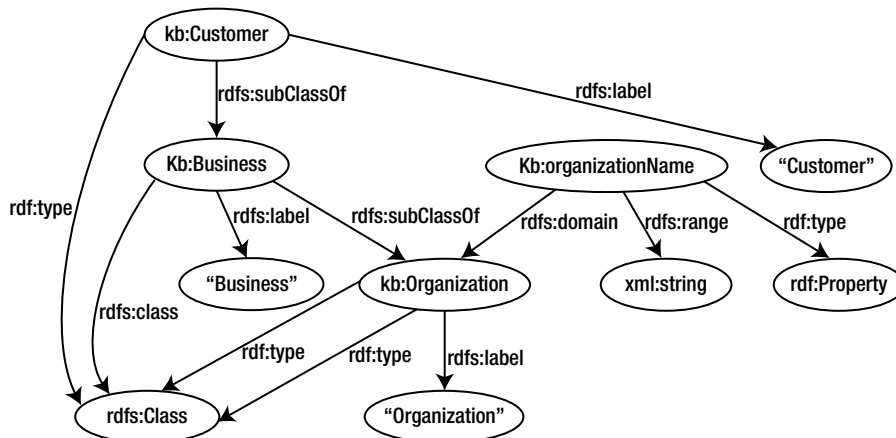 kb:Customer
rdfs:subClassOf
rdfs:label
Kb:Business
Kb:organizationName
“Customer”
rdf:type
rdfs:label
rdfs:subClassOf
rdfs:domain
rdfs:range
rdf:type
“Business”
kb:Organization
xml:string
rdf:Property
rdfs:class
rdf:type
rdf:type
rdfs:label
rdfs:Class
“Organization”